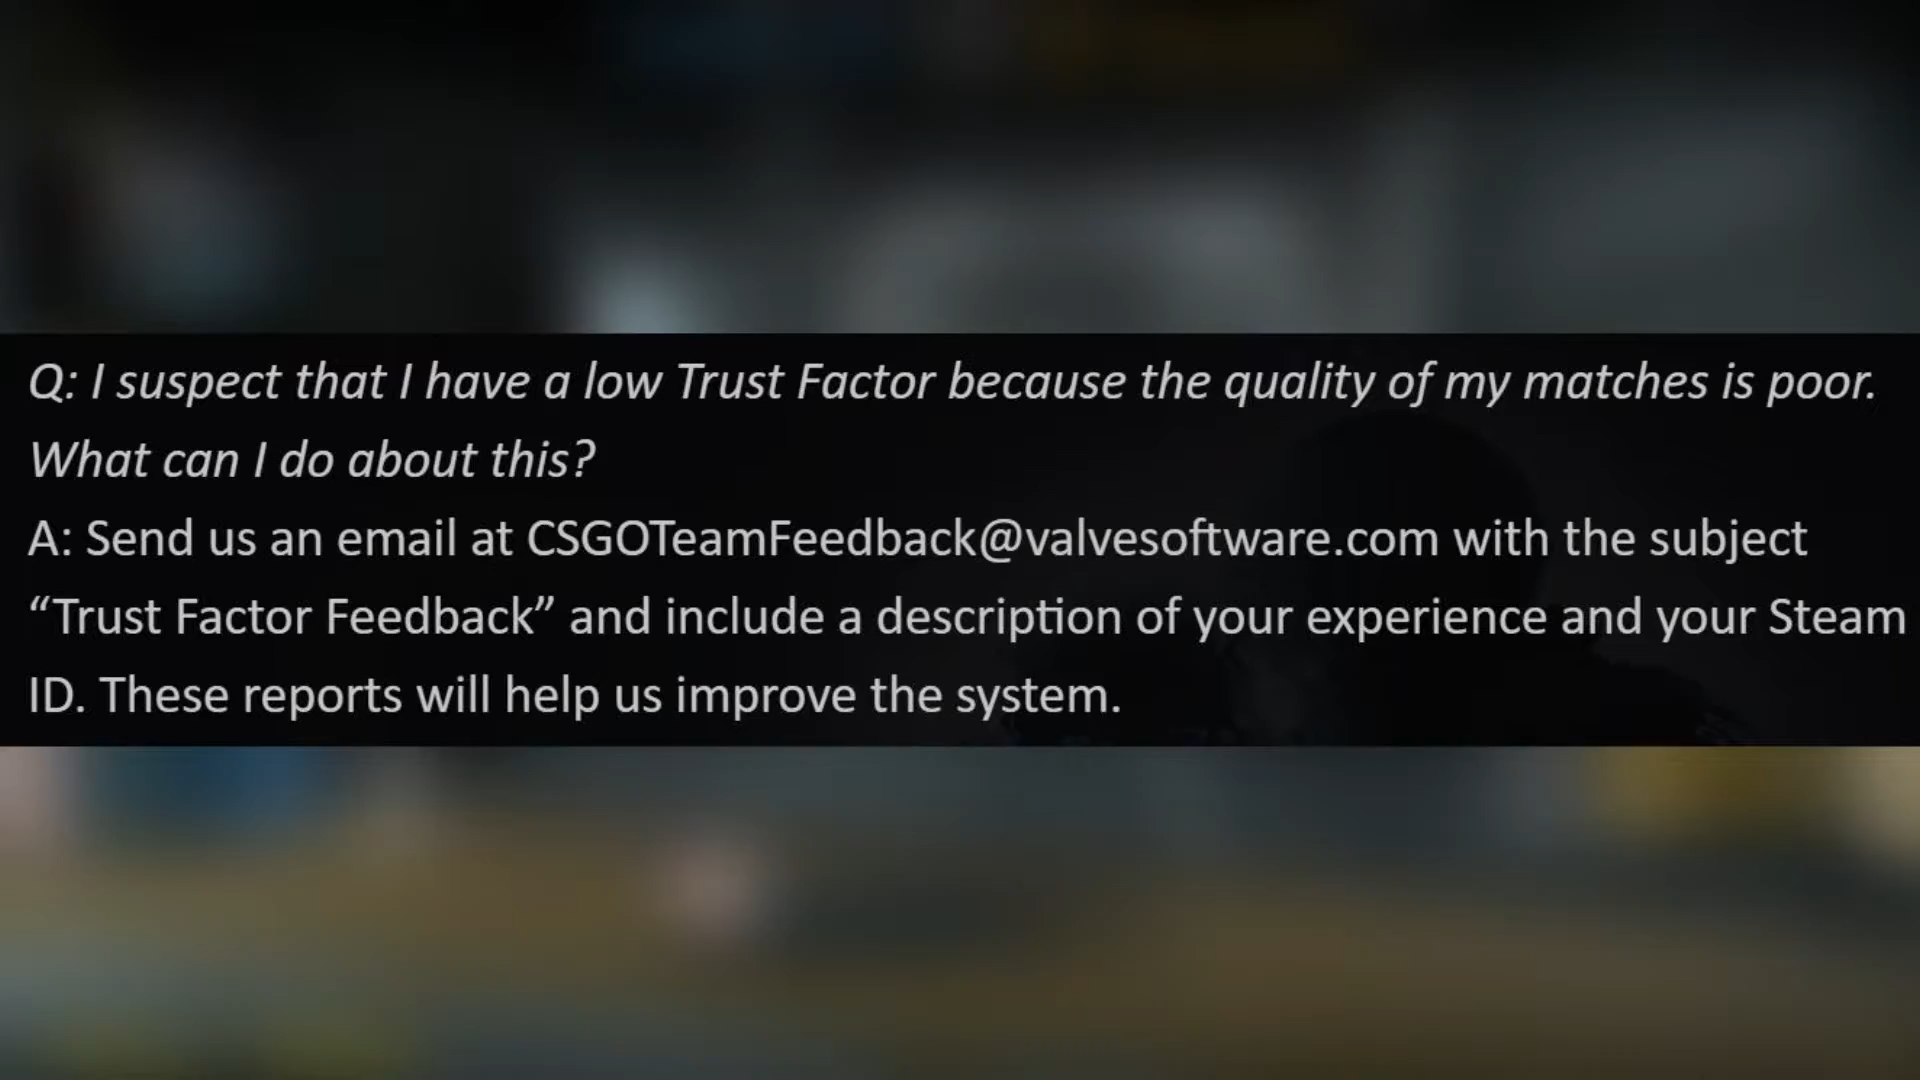 Q: I suspect that I have a low Trust Factor because the quality of my matches is poor.
What can I do about this?
A: Send us an email at CSGOTeamFeedback@valvesoftware.com with the subject
“Trust Factor Feedback” and include a description of your experience and your Steam
ID. These reports will help us improve the system.